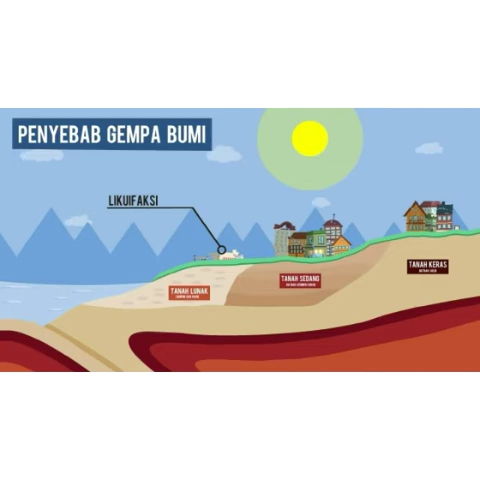 PENYEBAB GEMPA BUMI
LIKUIFAKSI
TANAH KERAS
TANAH SEDANG
TANAH LUNAK